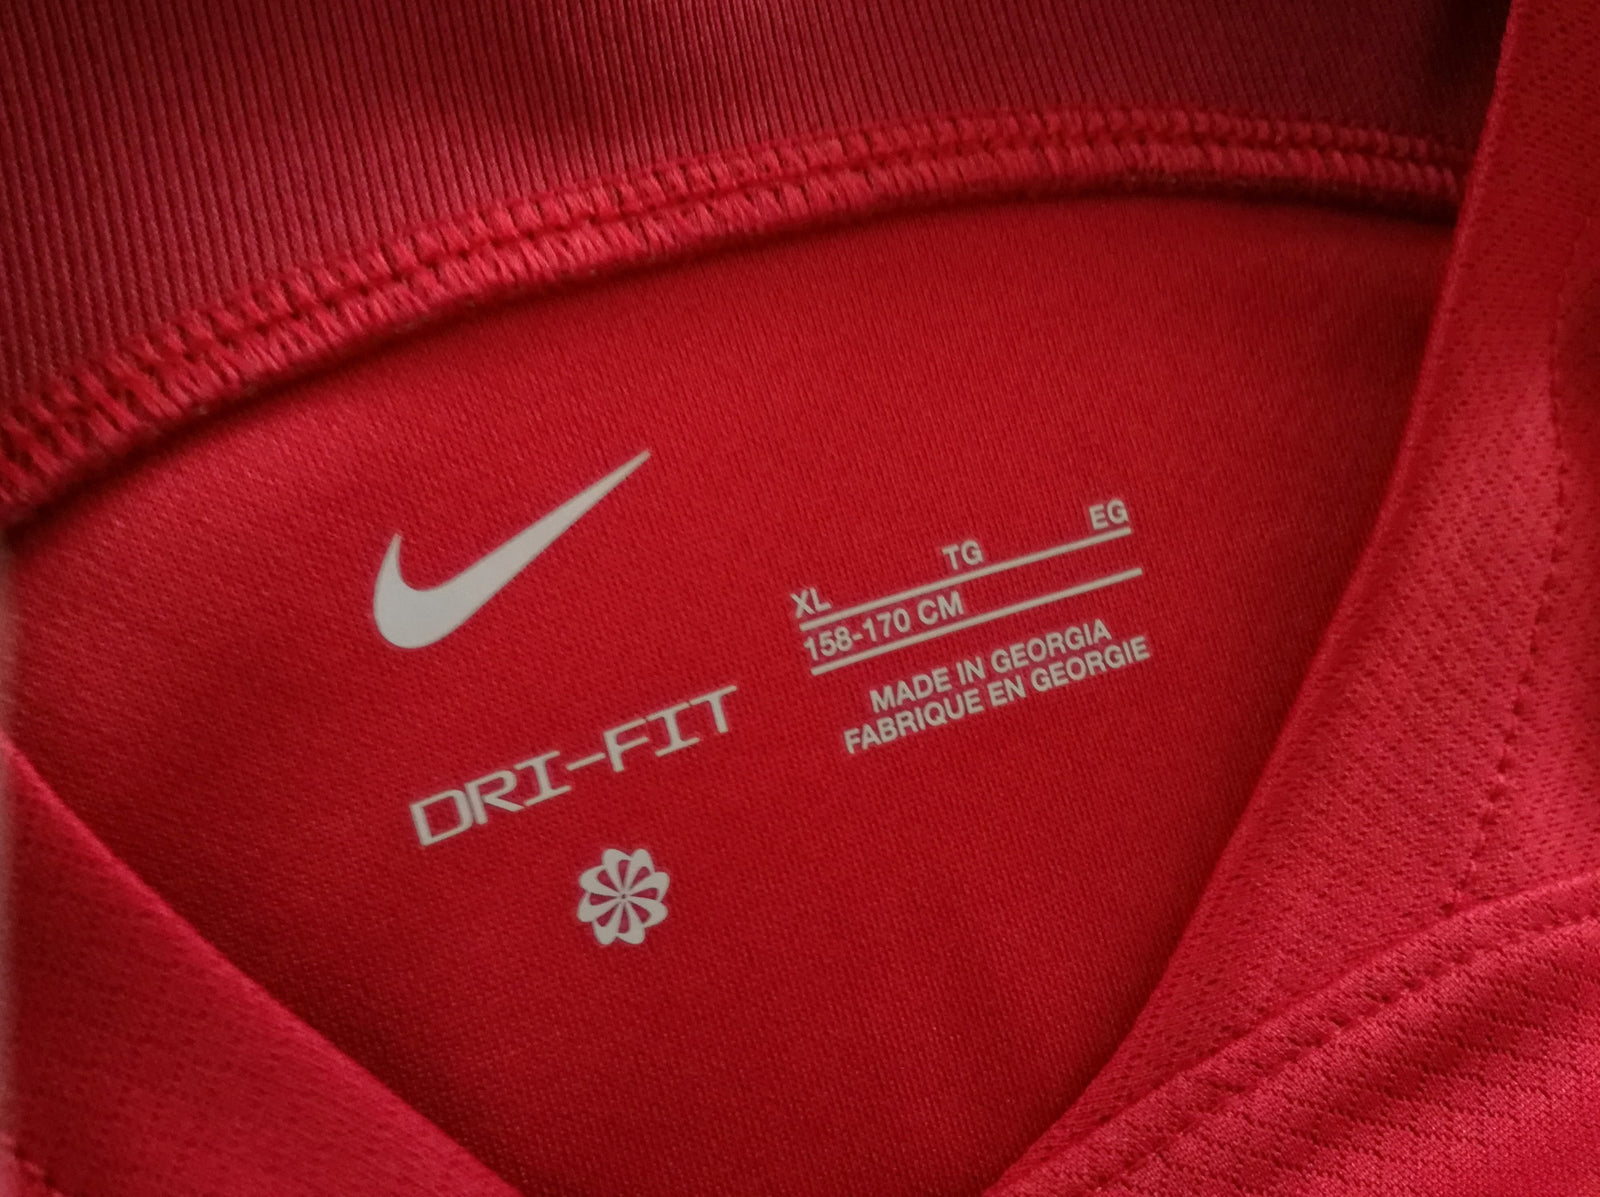 XL TG EG
158-170 CM
MADE IN GEORGIA
FABRIQUE EN GEORGIE
DRI-FIT